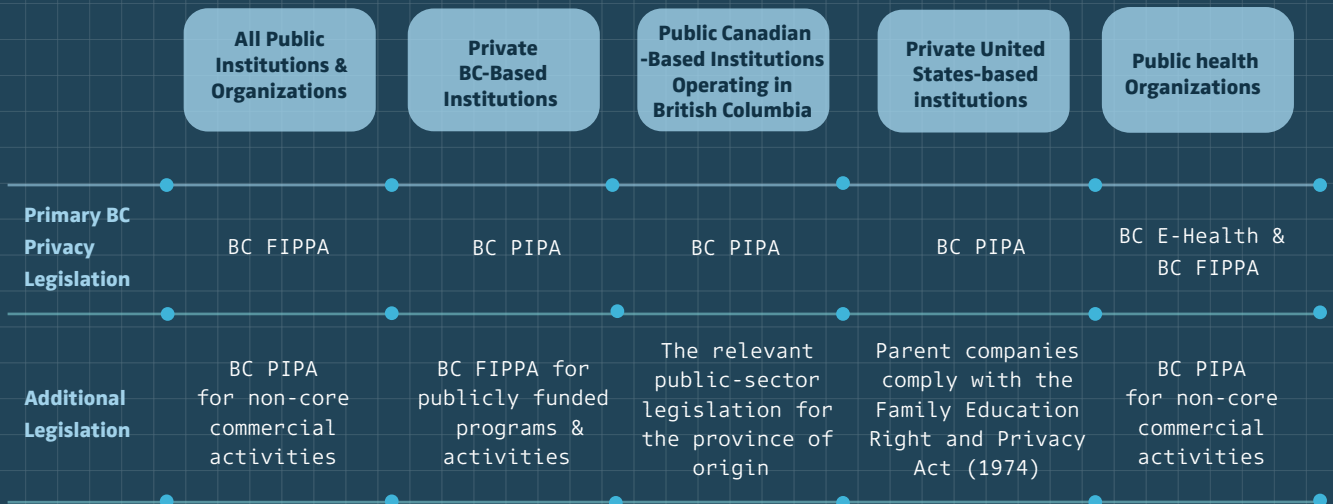 All Public
Institutions &
Organizations
Private
BC-Based
Institutions
Public Canadian
-Based Institutions
Operating in
British Columbia
Private United
States-based
institutions
Public health
Organizations
Primary BC
Privacy
Legislation
BC FIPPA
BC PIPA
BC PIPA
BC PIPA
BC E-Health &
BC FIPPA
Additional
Legislation
BC PIPA
for non-core
commercial
activities
BC FIPPA for
publicly funded
programs &
activities
The relevant
public-sector
legislation for
the province of
origin
Parent companies
comply with the
Family Education
Right and Privacy
Act (1974)
BC PIPA
for non-core
commercial
activities